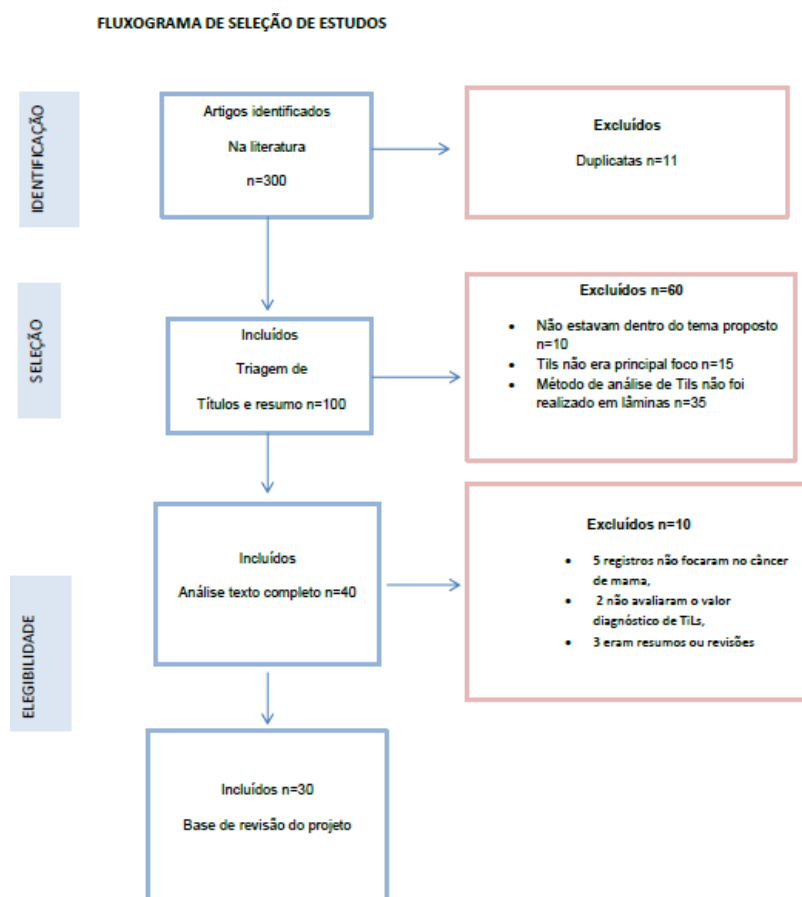 FLUXOGRAMA DE SELEÇÃO DE ESTUDOS
IDENTIFICAÇÃO
Artigos identificados
Na literatura
n=300
Excluídos
Duplicatas n=11
SELEÇÃO
Incluídos
Triagem de
Títulos e resumo n=100
Excluídos n=60
• Não estavam dentro do tema proposto
n=10
• Tils não era principal foco n=15
• Método de análise de Tils não foi
realizado em lâminas n=35
ELEGIBILIDADE
Incluídos
Análise texto completo n=40
Excluídos n=10
• 5 registros não focaram no câncer
de mama,
• 2 não avaliaram o valor
diagnóstico de TiLs,
• 3 eram resumos ou revisões
Incluídos n=30
Base de revisão do projeto